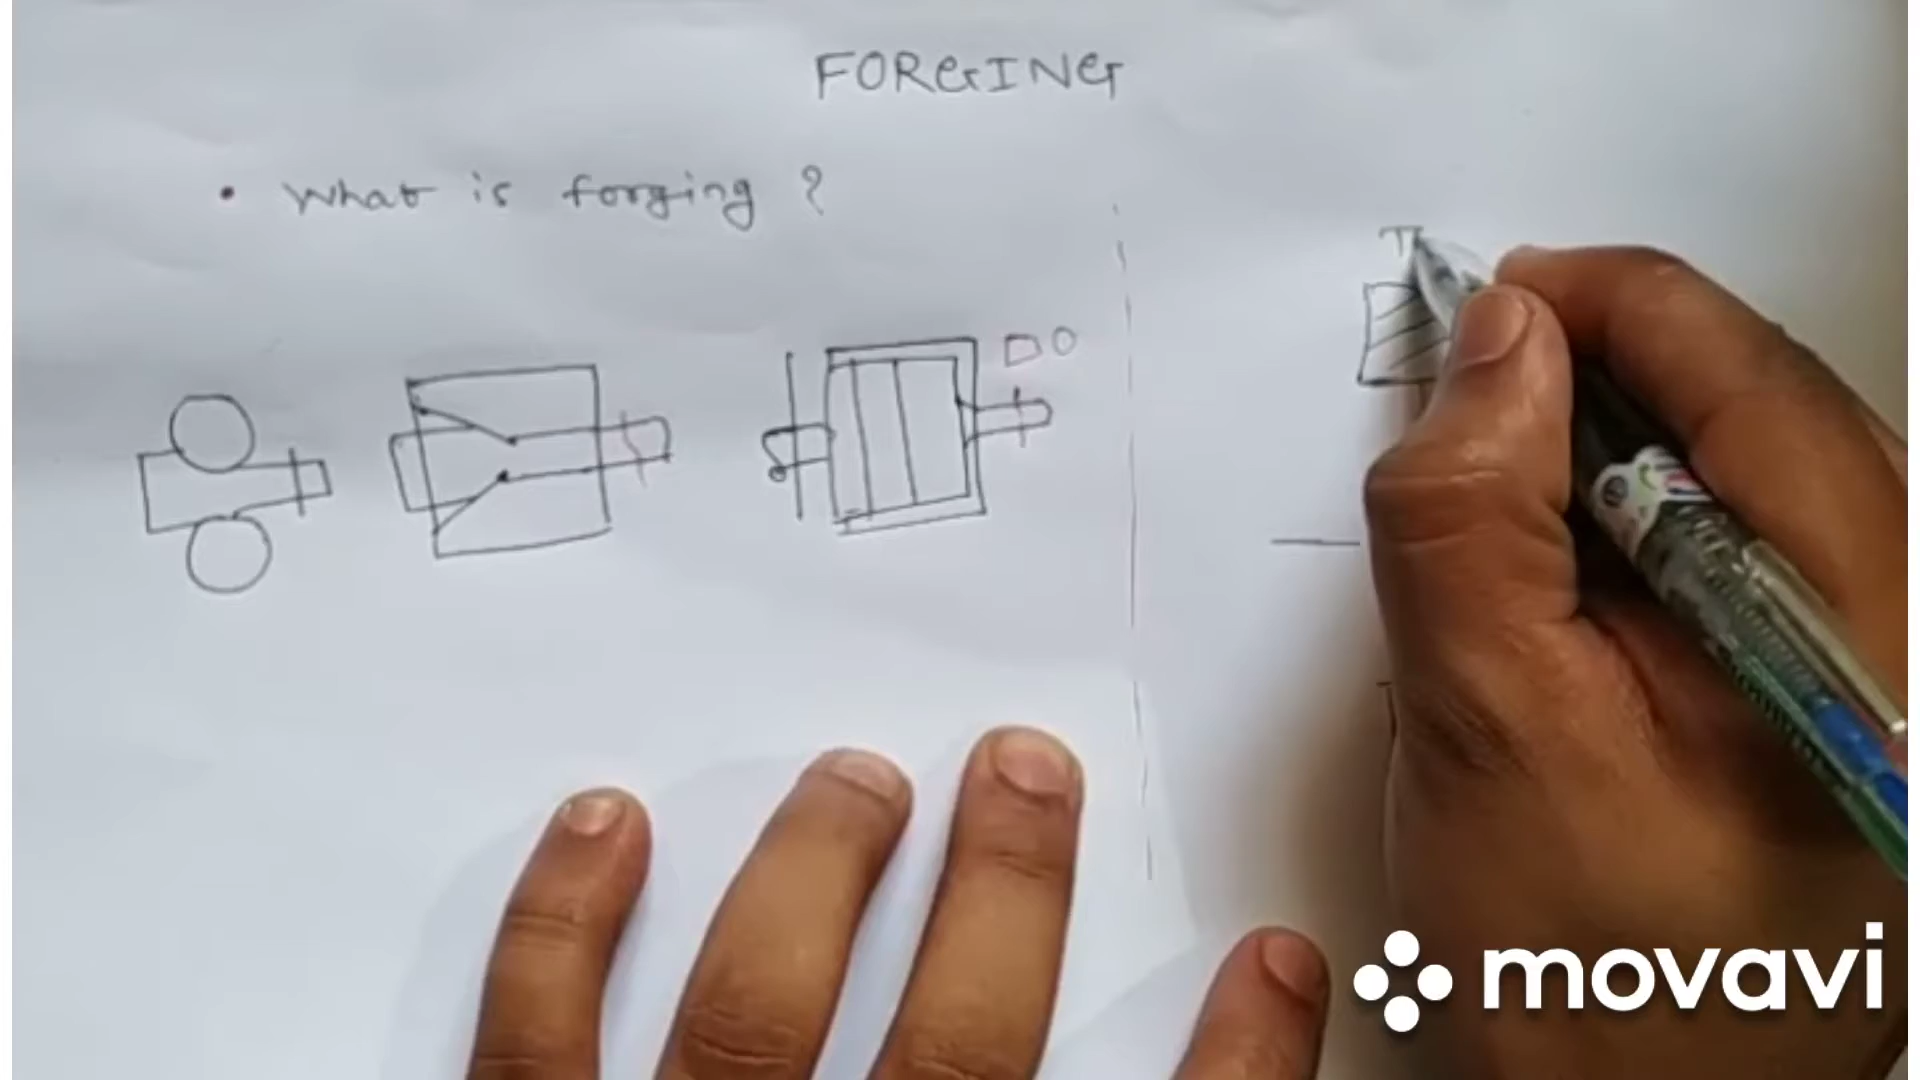 FORGING
• What is forging ?
movavi